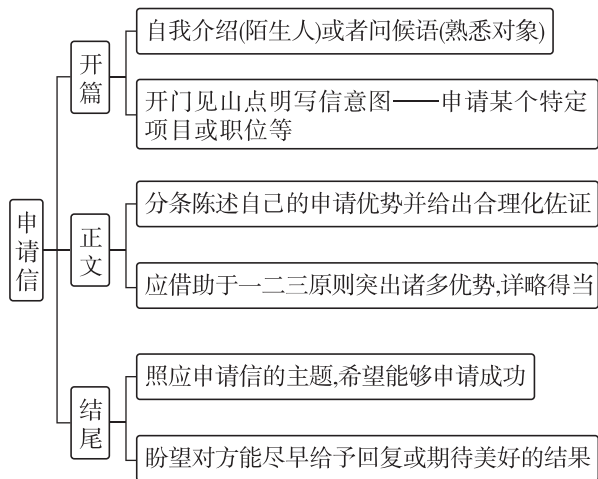 申请信
开篇
自我介绍(陌生人)或者问候语(熟悉对象)
开门见山点明写信意图——申请某个特定
项目或职位等
正文
分条陈述自己的申请优势并给出合理化佐证
应借助于一二三原则突出诸多优势,详略得当
结尾
照应申请信的主题,希望能够申请成功
盼望对方能尽早给予回复或期待美好的结果